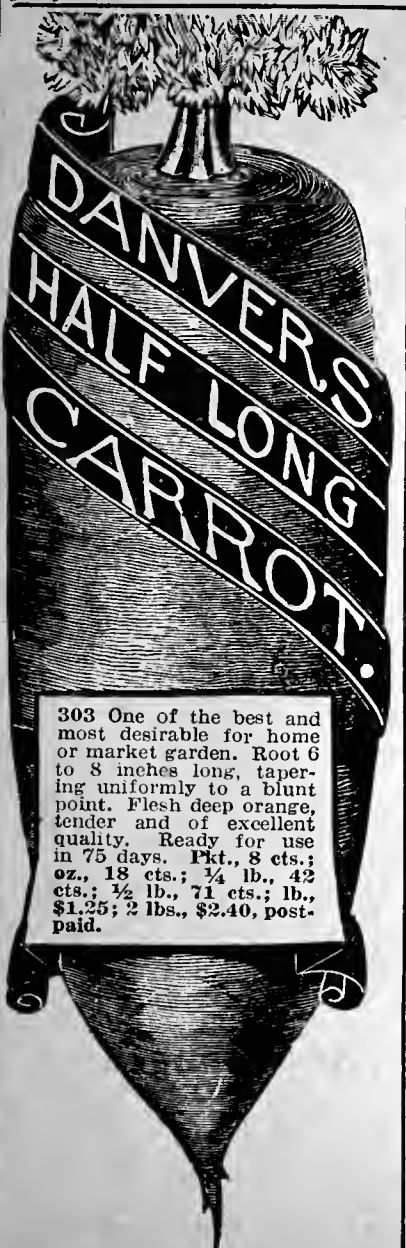 DANVERS
HALF LONG
CARROT.
303 One of the best and
most desirable for home
or market garden. Root 6
to 8 inches long, taper-
ing uniformly to a blunt
point. Flesh deep orange,
tender and of excellent
quality. Ready for use
in 75 days. Pkt., 8 cts.;
oz., 18 cts.; ¼ lb., 42
cts.; ½ lb., 71 cts.; lb.,
$1.25; 2 lbs., $2.40, post-
paid.